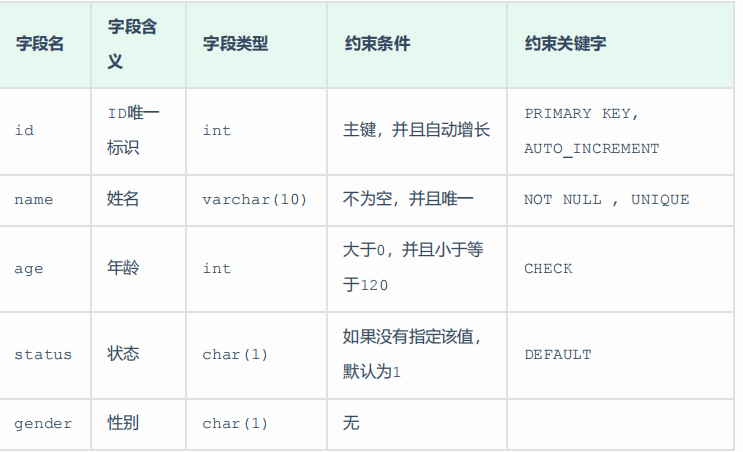 字段名 字段含 字段类型 约束条件 约束关键字
义
id ID唯一 int 主键，并且自动增长 PRIMARY KEY,
标识 AUTO_INCREMENT
name 姓名 varchar(10) 不为空，并且唯一 NOT NULL , UNIQUE
age 年龄 int 大于0，并且小于等 CHECK
于120
status 状态 char(1) 如果没有指定该值， DEFAULT
默认为1
gender 性别 char(1) 无